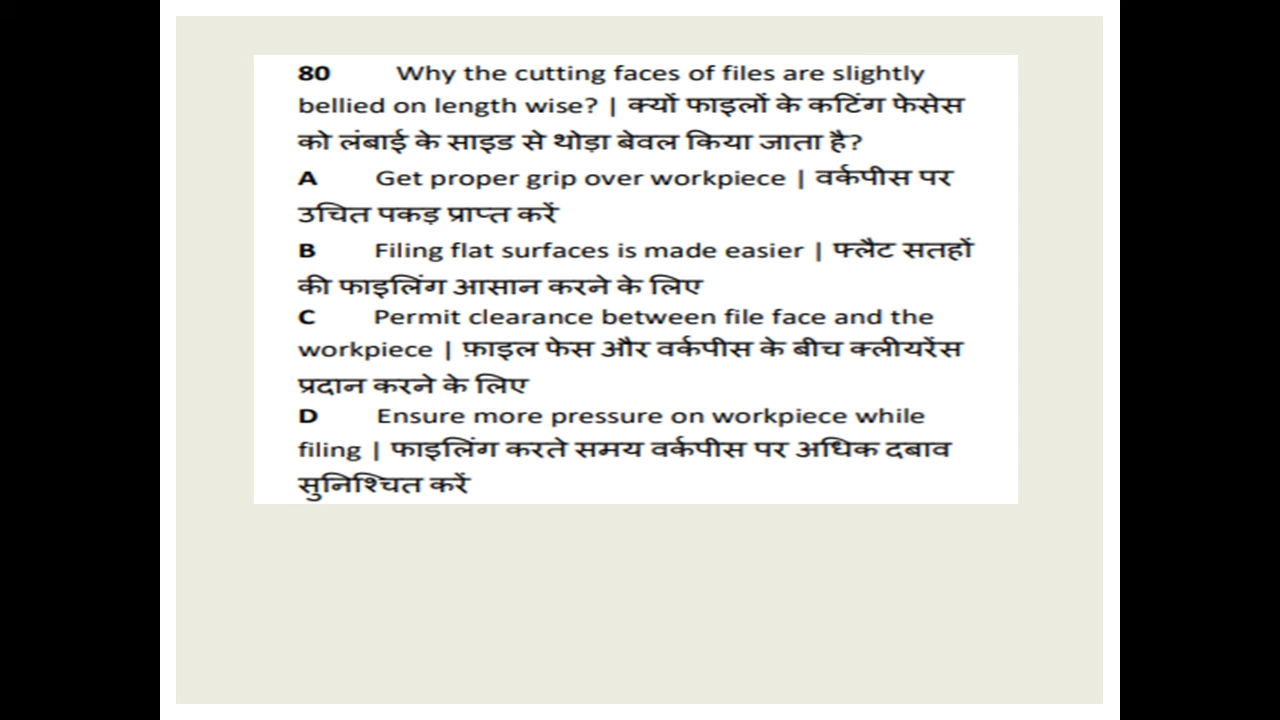 80 Why the cutting faces of files are slightly
bellied on length wise? | क्यों फाइलों के कटिंग फेसेस
को लंबाई के साइड से थोड़ा बेवल किया जाता है?
A Get proper grip over workpiece | वर्कपीस पर
उचित पकड़ प्राप्त करें
B Filing flat surfaces is made easier | फ्लैट सतहों
की फाइलिंग आसान करने के लिए
C Permit clearance between file face and the
workpiece | फ़ाइल फेस और वर्कपीस के बीच क्लीयरेंस
प्रदान करने के लिए
D Ensure more pressure on workpiece while
filing | फाइलिंग करते समय वर्कपीस पर अधिक दबाव
सुनिश्चित करें